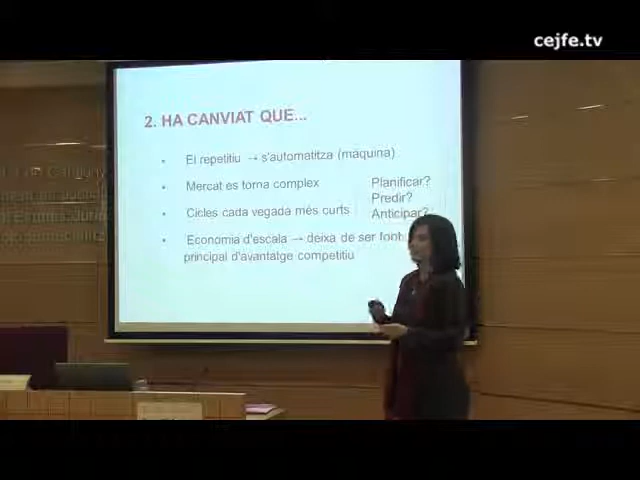 cejfe.tv
2. HA CANVIAT QUE...
El repetitiu → s'automatitza (màquina)
Mercat es torna complex
Planificar?
Predir?
Cicles cada vegada més curts
Anticipar?
Economia d'escala → deixa de ser font
principal d'avantatge competitiu